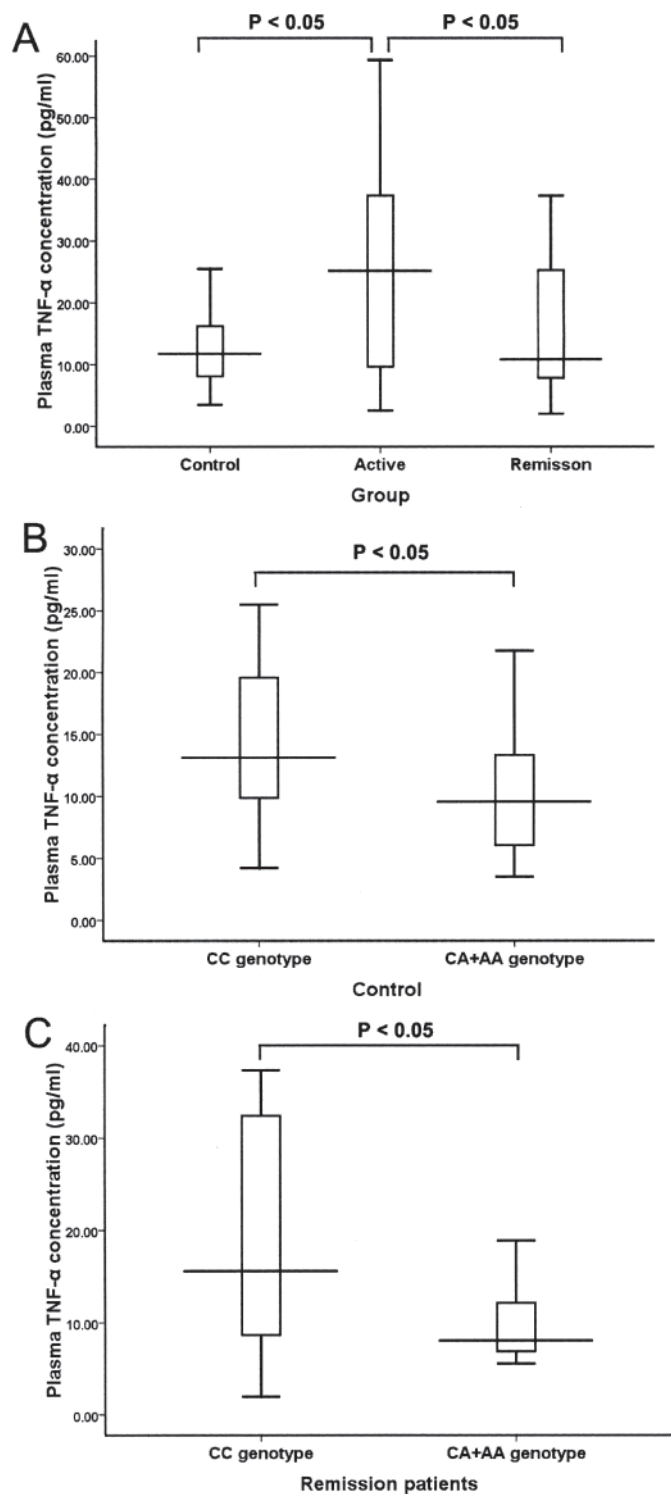 A
P < 0.05
P < 0.05
Plasma TNF-α concentration (pg/ml)
60.00
50.00
40.00
30.00
20.00
10.00
0.00
Control
Active
Remisson
Group
B
P < 0.05
Plasma TNF-α concentration (pg/ml)
30.00
25.00
20.00
15.00
10.00
5.00
0.00
CC genotype
CA+AA genotype
Control
C
P < 0.05
Plasma TNF-α concentration (pg/ml)
40.00
30.00
20.00
10.00
0.00
CC genotype
CA+AA genotype
Remission patients